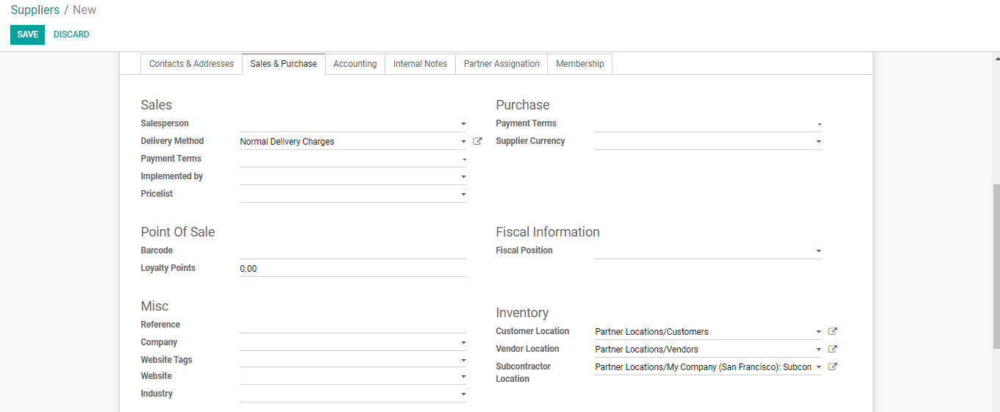 Suppliers / New
SAVE DISCARD
Contacts & Addresses Sales & Purchase Accounting Internal Notes Partner Assignation Membership
Sales
Salesperson
Delivery Method Normal Delivery Charges
Payment Terms
Implemented by
Pricelist
Purchase
Payment Terms
Supplier Currency
Point Of Sale
Barcode
Loyalty Points 0.00
Fiscal Information
Fiscal Position
Misc
Reference
Company
Website Tags
Website
Industry
Inventory
Customer Location Partner Locations/Customers
Vendor Location Partner Locations/Vendors
Subcontractor Partner Locations/My Company (San Francisco): Subcon
Location